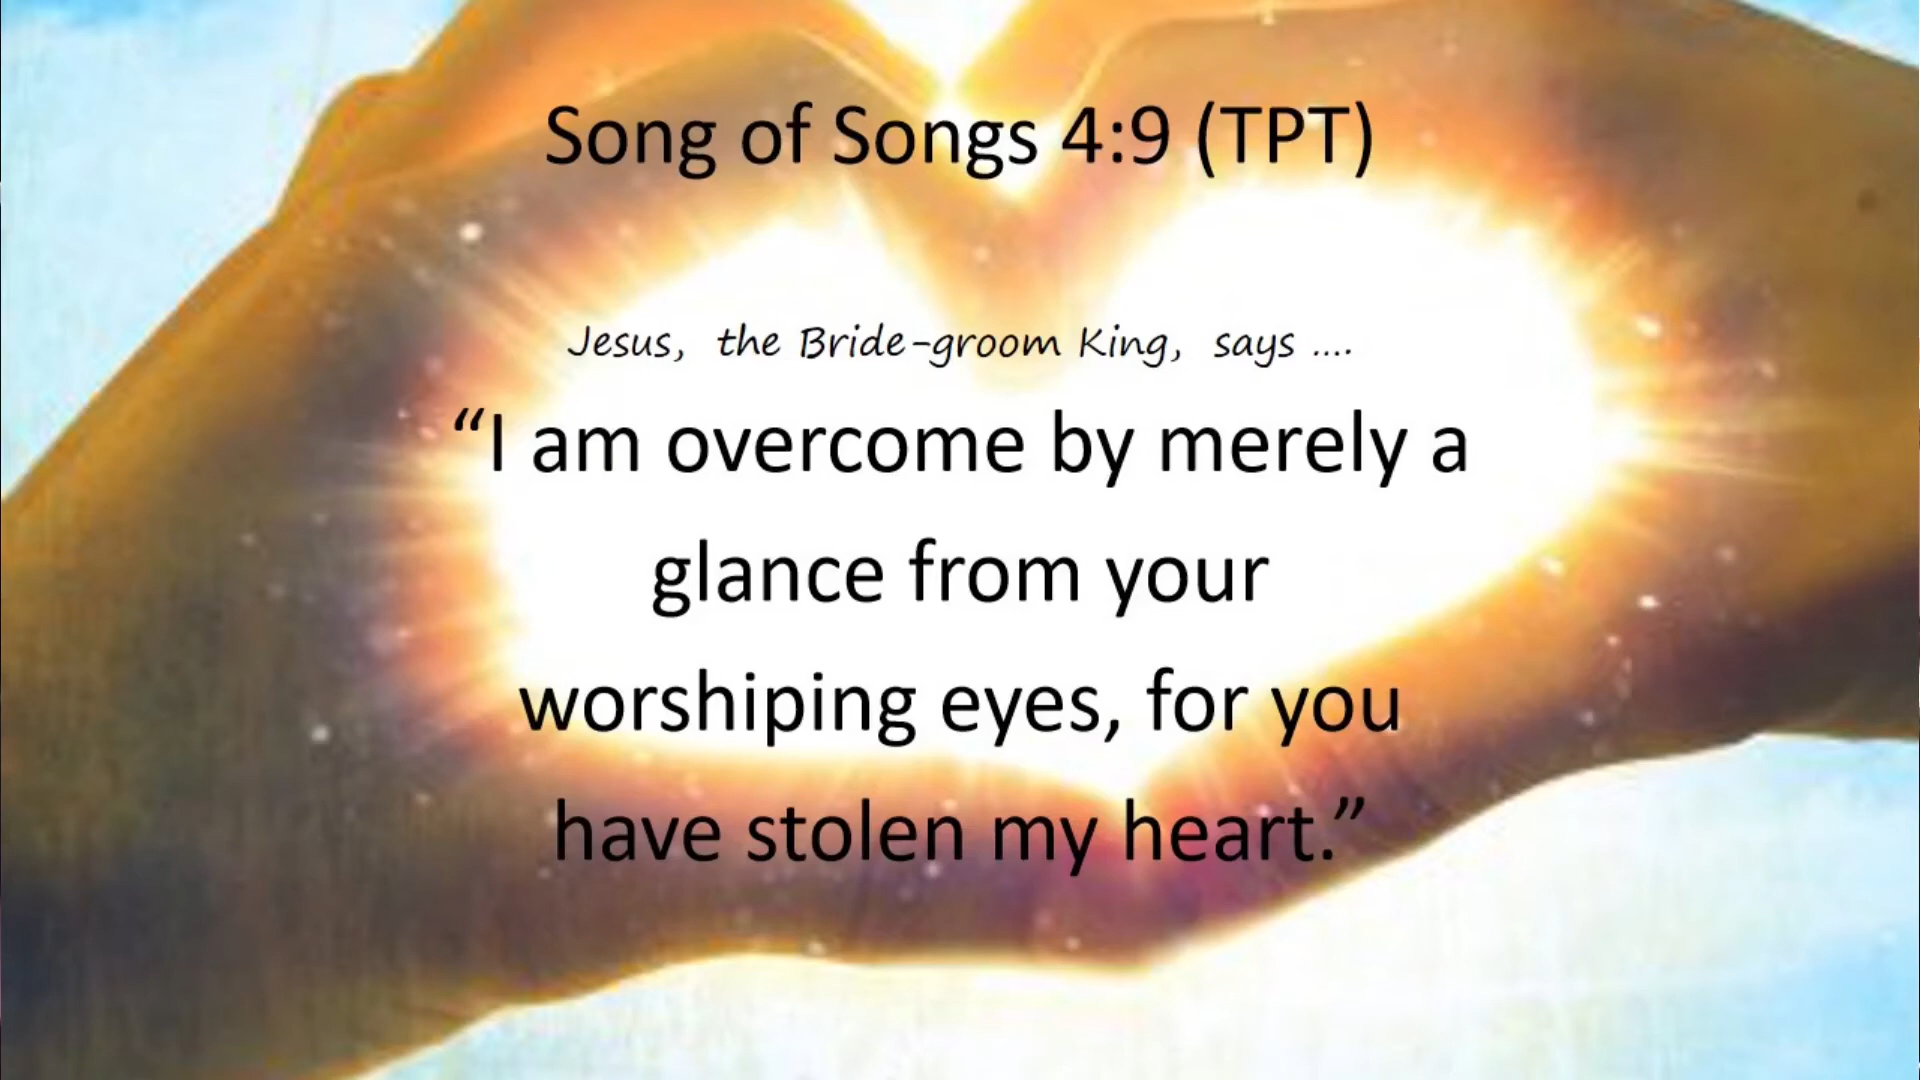 Song of Songs 4:9 (TPT)
Jesus, the Bride-groom King, says ....
“I am overcome by merely a
glance from your
worshiping eyes, for you
have stolen my heart.”